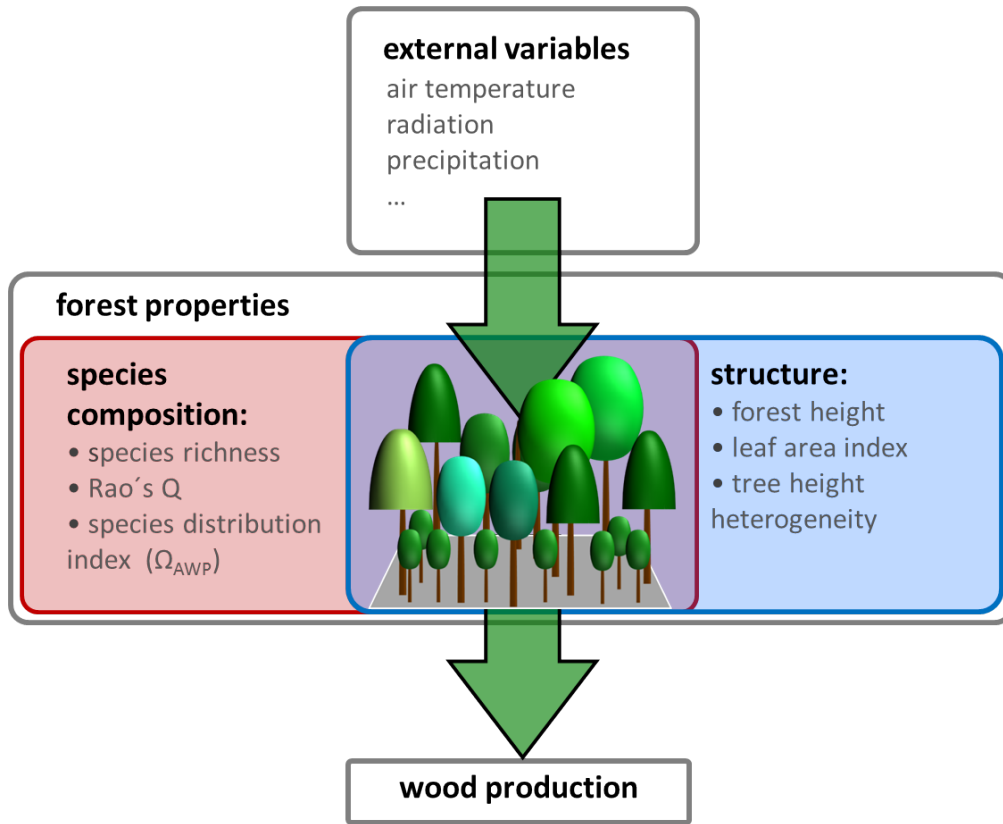 external variables
air temperature
radiation
precipitation
...
forest properties
species
composition:
• species richness
• Rao´s Q
• species distribution
index (Ω_AWP)
structure:
• forest height
• leaf area index
• tree height
heterogeneity
wood production